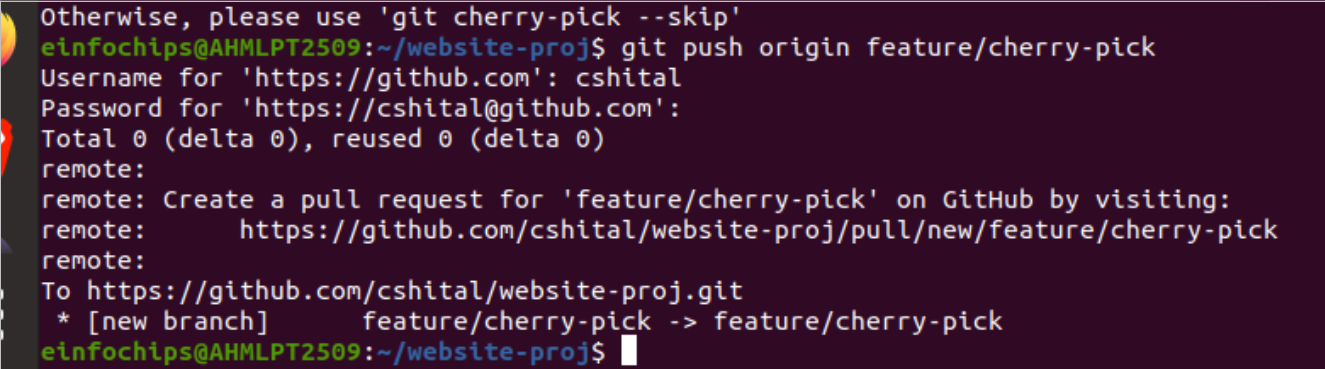 Otherwise, please use 'git cherry-pick --skip'
einfochips@AHMLPT2509:~/website-proj$ git push origin feature/cherry-pick
Username for 'https://github.com': cshital
Password for 'https://cshital@github.com':
Total 0 (delta 0), reused 0 (delta 0)
remote:
remote: Create a pull request for 'feature/cherry-pick' on GitHub by visiting:
remote:      https://github.com/cshital/website-proj/pull/new/feature/cherry-pick
remote:
To https://github.com/cshital/website-proj.git
 * [new branch]      feature/cherry-pick -> feature/cherry-pick
einfochips@AHMLPT2509:~/website-proj$